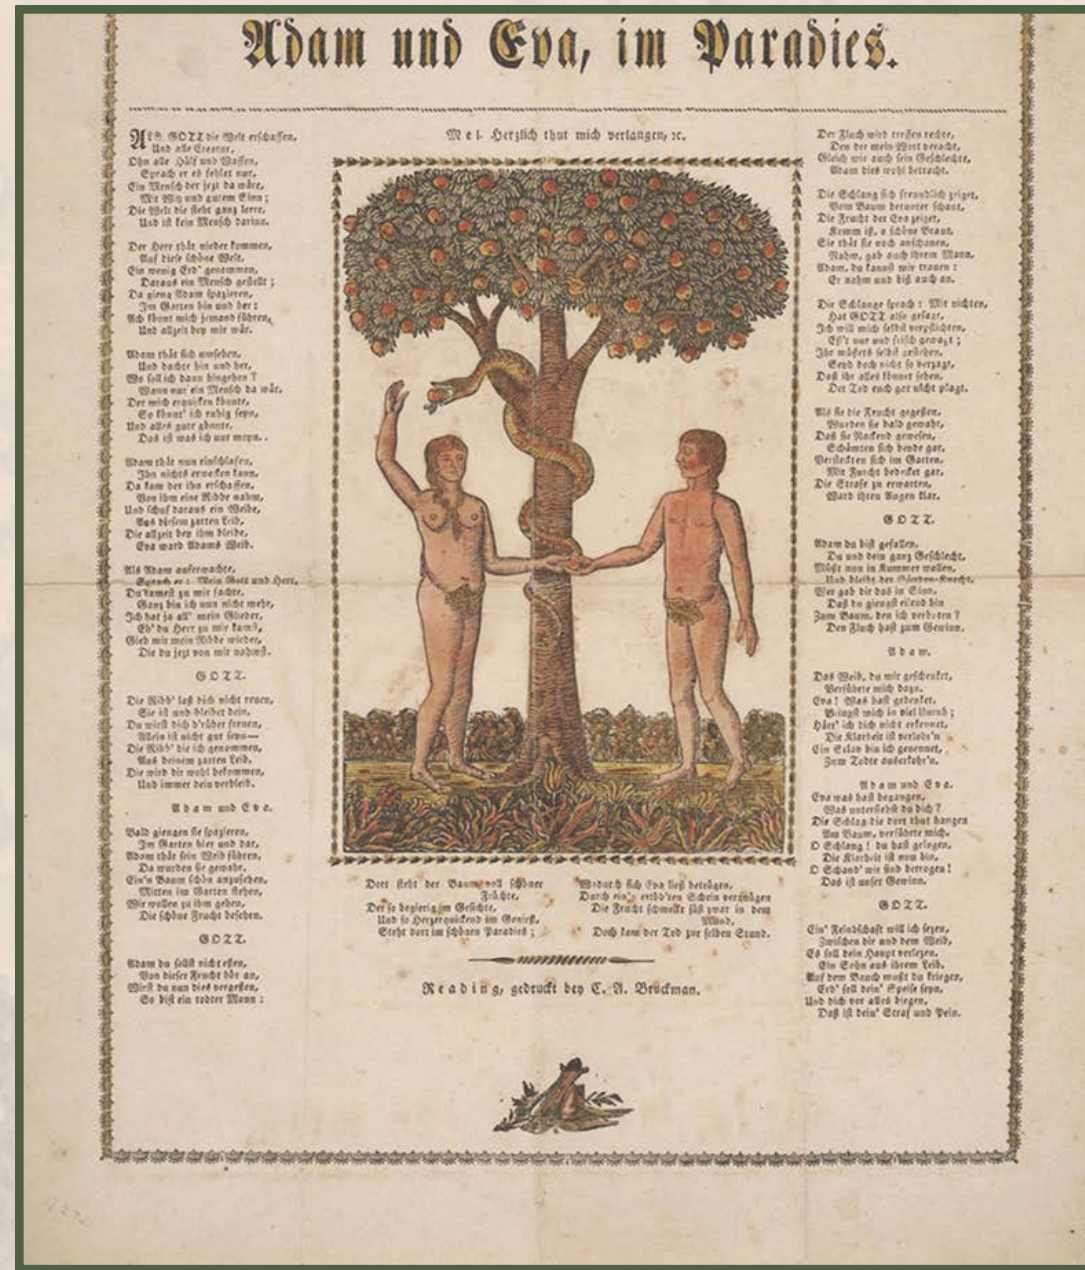 Adam und Eva, im Paradies.
Mel. Herzlich thut mich verlangen, ꝛc.
ALS GOTT die Welt erschaffen,
Und alle Creatur,
Ohn alle Hülf und Waffen,
Sprach er es fehlet nur,
Ein Mensch der jezt da wäre,
Mit Witz und gutem Sinn;
Die Welt die steht ganz leere,
Und ist kein Mensch darinn.
Der Herr thät nieder kommen,
Auf diese schöne Welt.
Ein wenig Erd' genommen,
Daraus ein Mensch gestellt;
Da gieng Adam spazieren,
Im Garten hin und her:
Ach könnt mich jemand führen,
Und allzeit bey mir wär.
Adam thät sich umsehen,
Und dachte hin und her,
Wo soll ich dann hingehen?
Wann nur ein Mensch da wär,
Der mich erquicken könnte,
So könnt' ich ruhig seyn,
Und alles gute gönnte,
Das ist was ich nur meyn.
Adam thät nun einschlafen,
Ihn nichts erwecken kann,
Da kam der ihn erschaffen,
Von ihm eine Ribbe nahm,
Und schuf daraus ein Weibe,
Aus diesem zarten Leib,
Die allzeit bey ihm bleibe,
Eva ward Adams Weib.
Als Adam auferwachte,
Sprach er: Mein Gott und Herr,
Du kamest zu mir sachte,
Ganz bin ich nun nicht mehr,
Ich hat ja all' mein Glieder,
Eh' du Herr zu mir kamst,
Gieb mir mein Ribbe wieder,
Die du jezt von mir nahmst.
GOTT.
Die Ribb' laß dich nicht reuen,
Sie ist und bleibet dein,
Du wirst dich d'rüber freuen,
Allein ist nicht gut seyn—
Die Ribb' die ich genommen,
Aus deinem zarten Leib,
Die wird dir wohl bekommen,
Und immer dein verbleib.
Adam und Eva.
Bald giengen sie spazieren,
Im Garten hier und dar,
Adam thät sein Weib führen,
Da wurden sie gewahr,
Ein'n Baum schön anzusehen,
Mitten im Garten stehen,
Wir wollen zu ihm gehen,
Die schöne Frucht besehen.
GOTT.
Adam du sollst nicht essen,
Von dieser Frucht hör an,
Wirst du nun dies vergessen,
So bist ein todter Mann:
Dort steht der Baum voll schöner
Früchte,
Der so begierig im Gesichte,
Und so Herzerquickend im Genieß,
Steht dort im schönen Paradies;
Wodurch sich Eva ließ betrügen,
Durch ein'n erdb'ten Schein vergnügen
Die Frucht schmeckt süß zwar in dem
Mund,
Doch kam der Tod zur selben Stund.
Reading, gedruckt bey C. A. Bruckman.
Der Fluch wird treffen rechte,
Den der mein Wort veracht,
Gleich wie auch sein Geschlechte,
Adam dies wohl betracht.
Die Schlang sich freundlich zeiget,
Vom Baum herunter schaut,
Die Frucht der Eva zeiget,
Komm iß, o schöne Braut,
Sie thät sie noch anschauen,
Nahm, gab auch ihrem Mann,
Adam, du kannst mir trauen:
Er nahm und biß auch an.
Die Schlange sprach: Mit nichten,
Hat GOTT also gesagt,
Ich will mich selbst verpflichten,
Eß't nur und frisch gewagt;
Ihr müßets selbst gestehen,
Seyd doch nicht so verzagt,
Daß ihr alles könnet sehen,
Der Tod euch gar nicht plagt.
Als sie die Frucht gegeßen,
Wurden sie bald gewahr,
Daß sie Nackend gewesen,
Schämten sich beyde gar,
Versteckten sich im Garten,
Mit Furcht bedecket gar,
Die Strafe zu erwarten,
Ward ihren Augen klar.
GOTT.
Adam du bist gefallen,
Du und dein ganz Geschlecht,
Müßt nun in Kummer wallen,
Und bleibt der Sünden-Knecht,
Wer gab dir das in Sinn,
Daß du giengst eilend hin
Zum Baum, den ich verboten?
Den Fluch hast zum Gewinn.
Adam.
Das Weib, du mir geschenket,
Verführte mich dazu.
Eva! Was hast gedenket,
Bringst mich in viel Unruh;
Hätt' ich dich nicht erkennet,
Die Klarheit ist verlohr'n
Ein Sclav bin ich genennet,
Zum Todte auserkohr'n.
Adam und Eva.
Eva was hast begangen,
Was unterstehst du dich?
Die Schlang die dort thut hangen
Am Baum, verführte mich.
O Schlang! du hast gelogen,
Die Klarheit ist nun hin,
O Schand' wir sind betrogen!
Das ist unser Gewinn.
GOTT.
Ein' Feindschaft will ich sezen,
Zwischen dir und dem Weib,
Es soll dein Haupt verlezen,
Ein Sohn aus ihrem Leib,
Auf dem Bauch mußt du kriegen,
Erd' soll dein' Speise seyn,
Und dich vor alles biegen,
Daß ist dein' Straf und Pein.